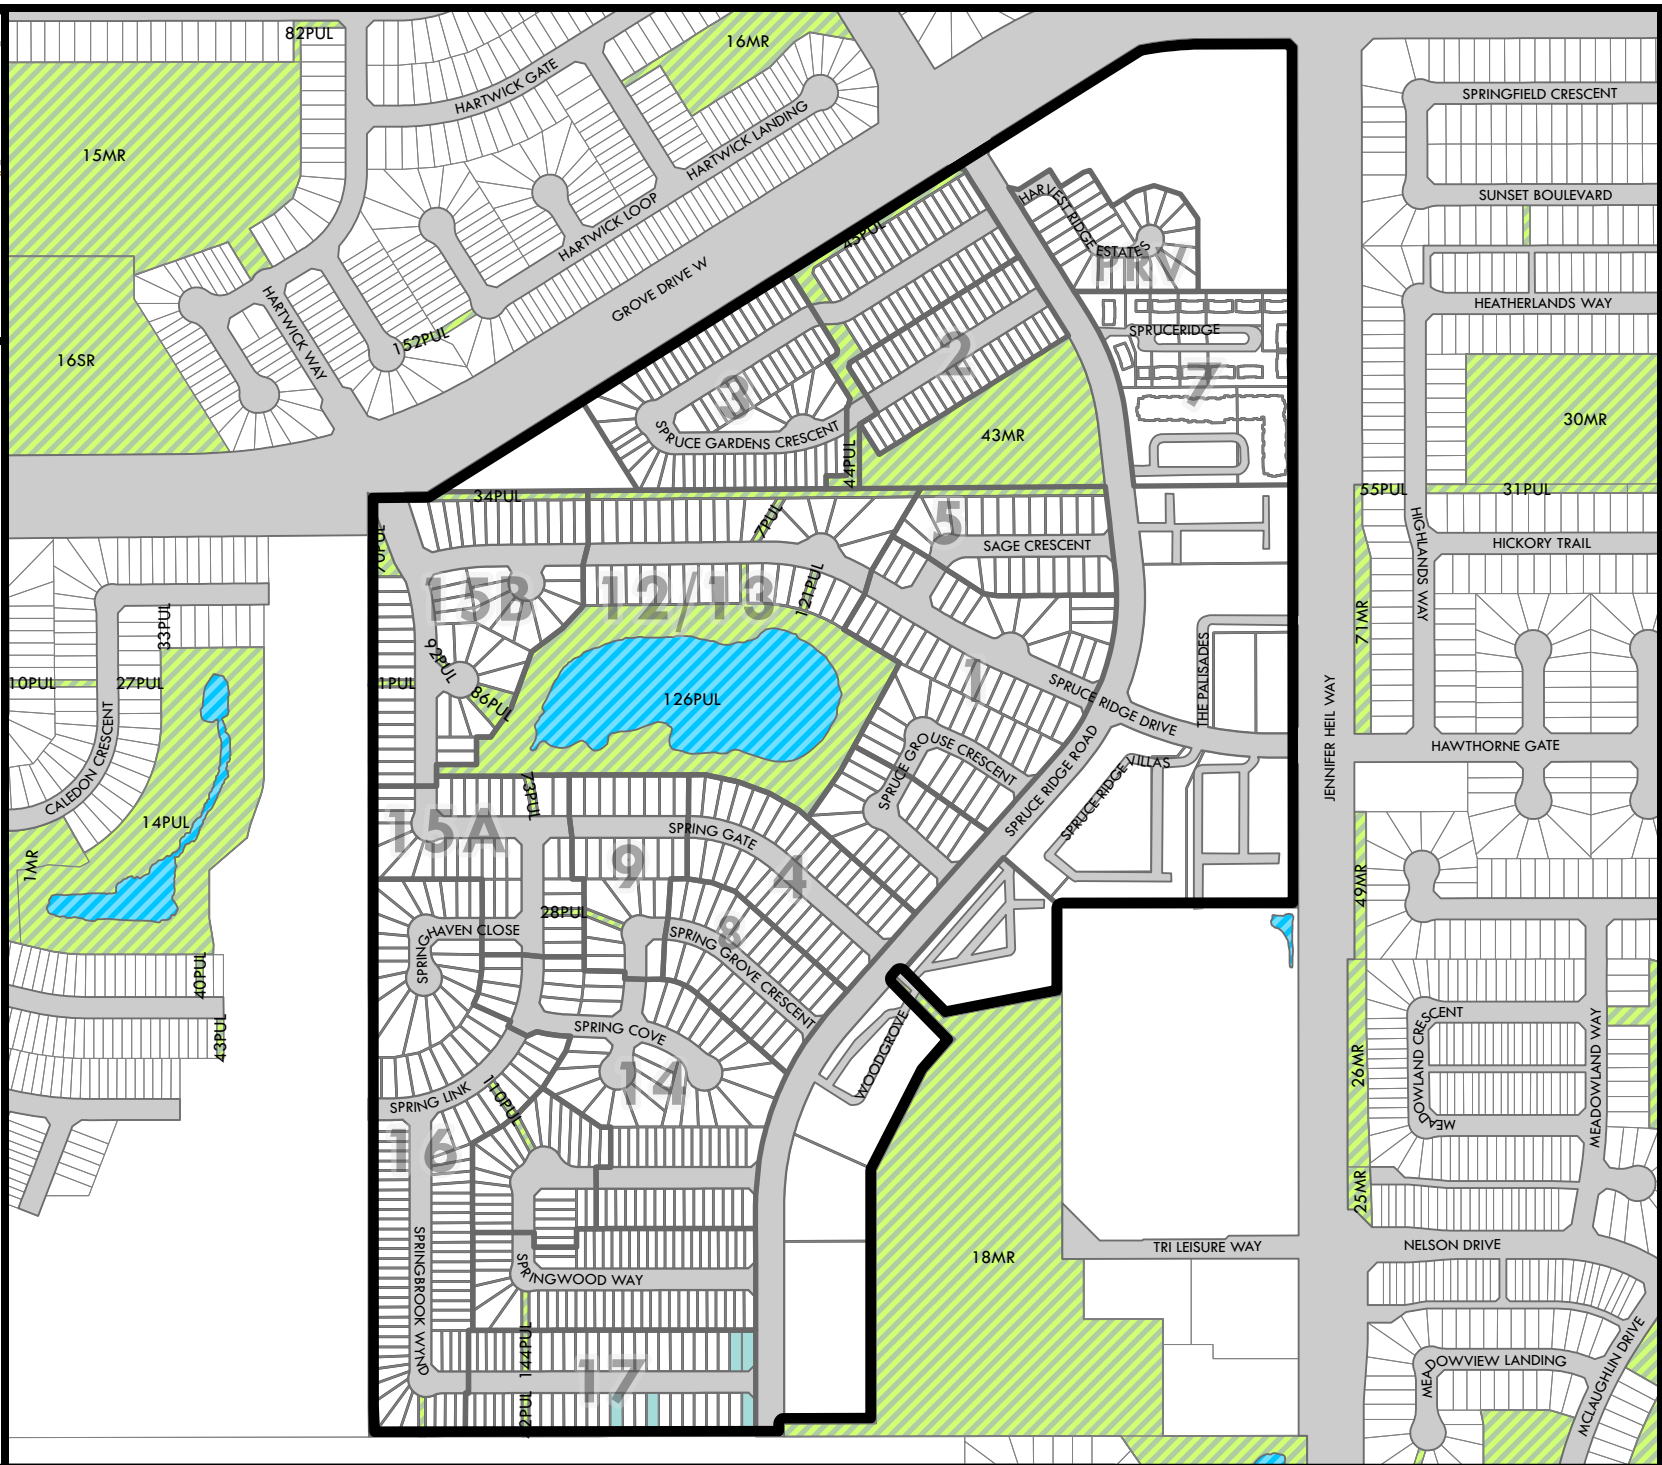 82PUL
16MR
HARTWICK GATE
SPRINGFIELD CRESCENT
15MR
HARTWICK LANDING
HARVEST RIDGE ESTATES
SUNSET BOULEVARD
HARTWICK LOOP
45PUL
PRV
GROVE DRIVE W
HEATHERLANDS WAY
HARTWICK WAY
152PUL
SPRUCERIDGE
16SR
2
3
7
30MR
SPRUCE GARDENS CRESCENT
43MR
44PUL
34PUL
55PUL
31PUL
7PUL
5
SAGE CRESCENT
HIGHLANDS WAY
HICKORY TRAIL
70PUL
15B
12/13
121PUL
33PUL
71MR
92PUL
10PUL
27PUL
1PUL
86PUL
126PUL
1
SPRUCE RIDGE DRIVE
THE PALISADES
JENNIFER HEIL WAY
CALEDON CRESCENT
SPRUCE GROUSE CRESCENT
SPRUCE RIDGE ROAD
SPRUCE RIDGE VILLAS
HAWTHORNE GATE
73PUL
14PUL
15A
SPRING GATE
1MR
9
4
49MR
28PUL
SPRING HAVEN CLOSE
8
SPRING GROVE CRESCENT
40PUL
43PUL
SPRING COVE
WOODGROVE
MEADOWLAND CRESCENT
MEADOWLAND WAY
26MR
14
SPRING LINK
110PUL
16
MEA
25MR
SPRINGBROOK WYND
18MR
TRI LEISURE WAY
NELSON DRIVE
SPRINGWOOD WAY
144PUL
17
MEADOWVIEW LANDING
MCLAUGHLIN DRIVE
2PUL